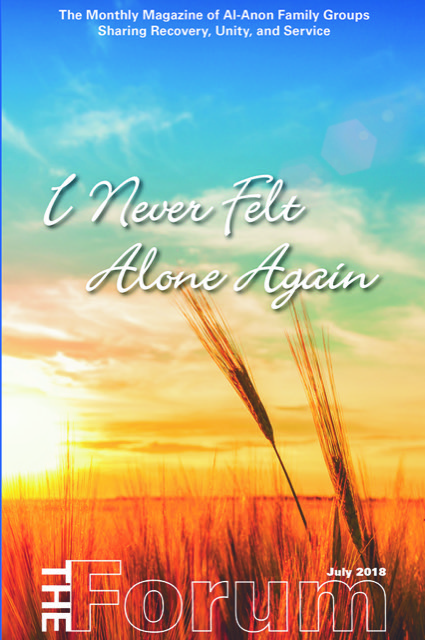 The Monthly Magazine of Al-Anon Family Groups
Sharing Recovery, Unity, and Service
I Never Felt
Alone Again
July 2018
THE Forum